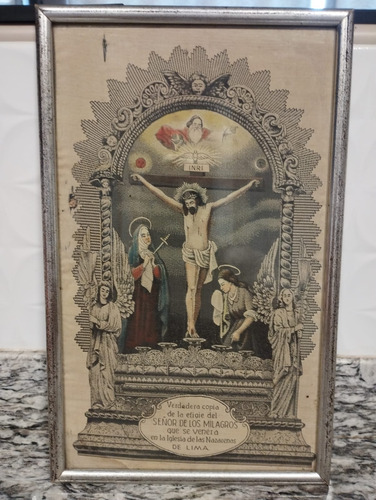 INRI
Verdadera copia
de la efigie del
SEÑOR DE LOS MILAGROS
que se venera
en la Iglesia de las Nazarenas
DE LIMA.